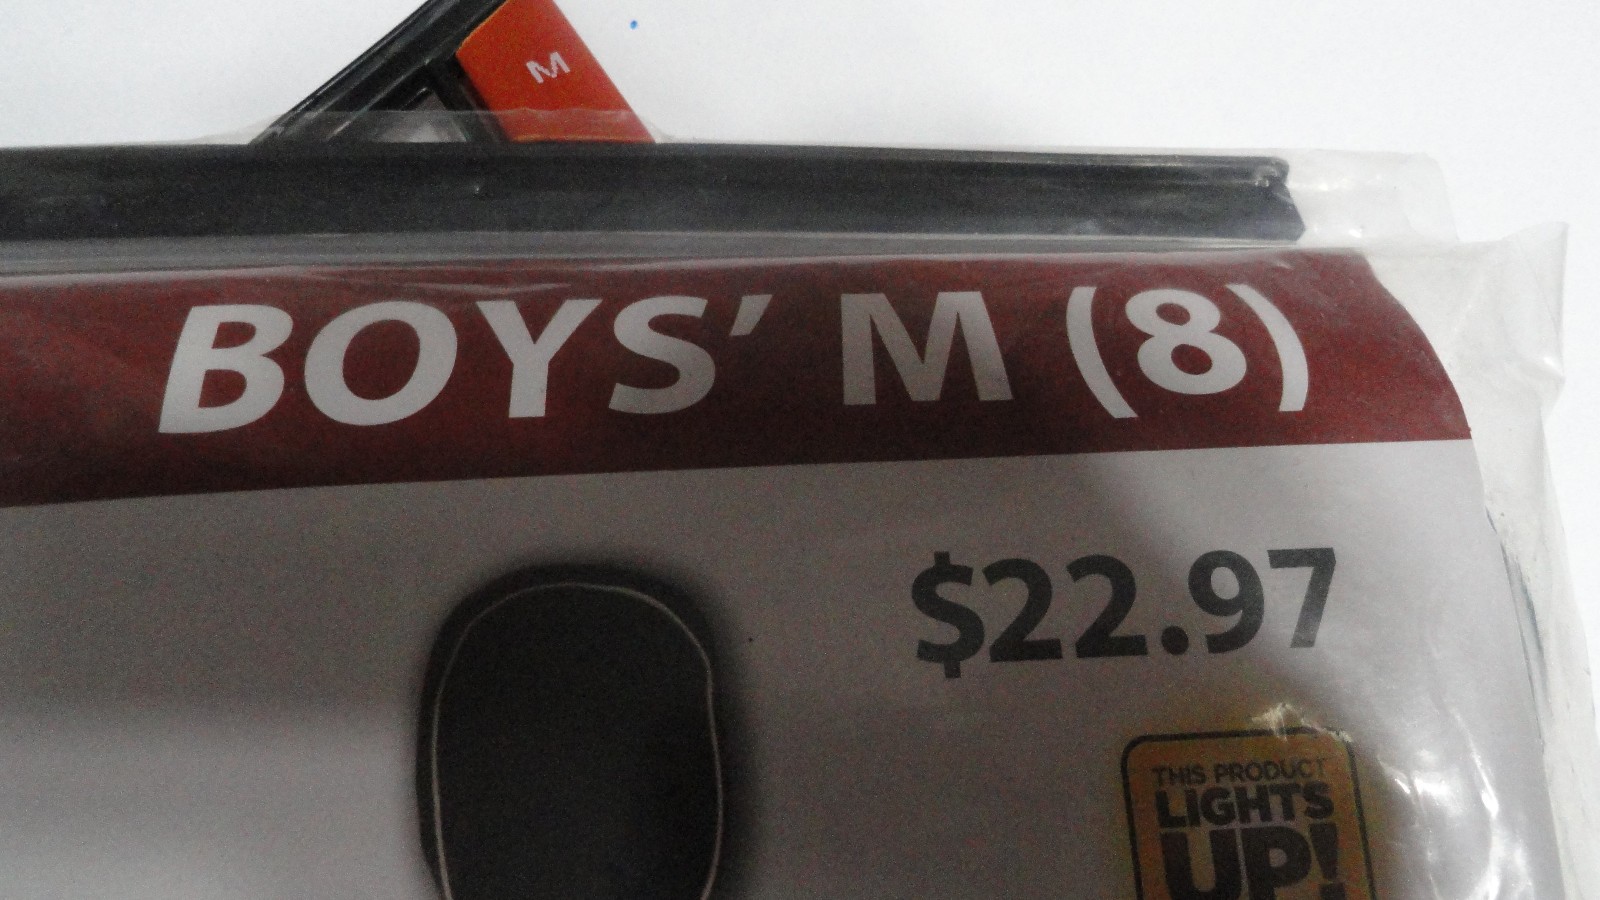 M
BOYS' M (8)
$22.97
THIS PRODUCT
LIGHTS
UP!